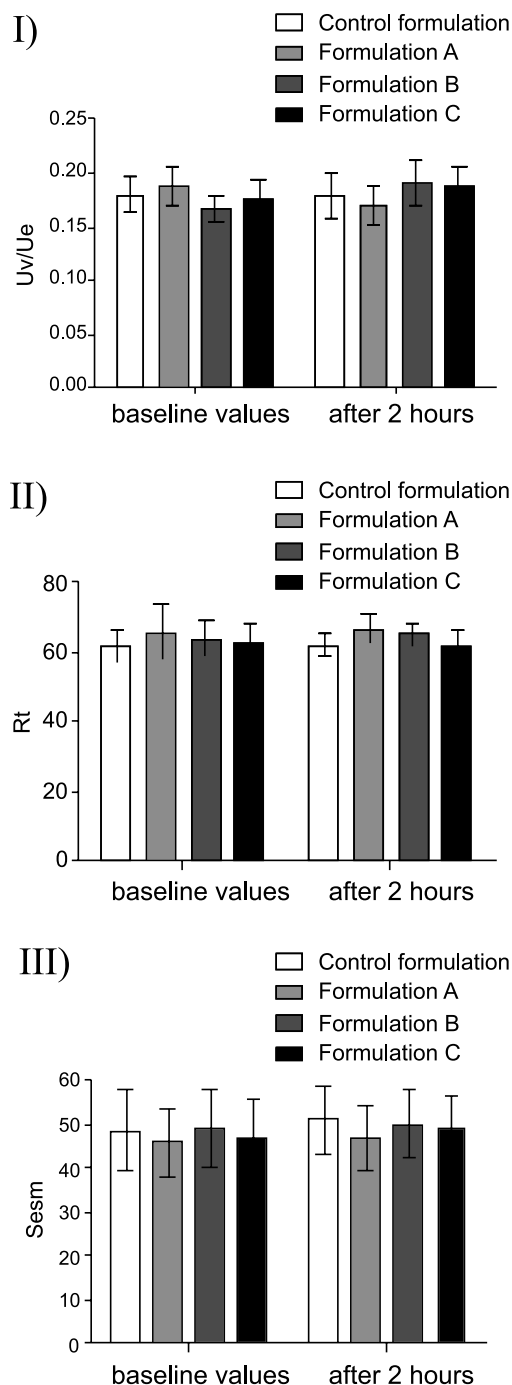 I)
Control formulation
Formulation A
Formulation B
Formulation C
0.25
0.20
0.15
0.10
0.05
0.00
Uv/Ue
baseline values after 2 hours
II)
Control formulation
Formulation A
Formulation B
Formulation C
80
60
40
20
0
Rt
baseline values after 2 hours
III)
Control formulation
Formulation A
Formulation B
Formulation C
60
50
40
30
20
10
0
Sesm
baseline values after 2 hours